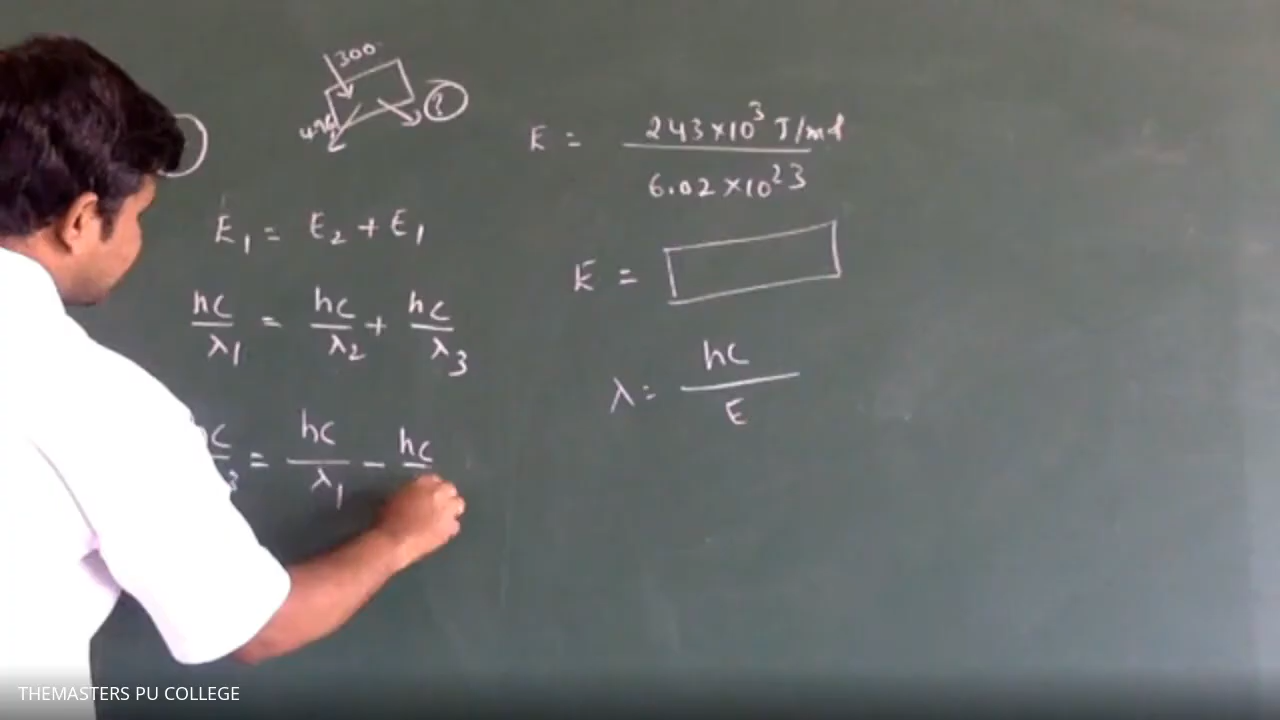 300
?
E = 243×10³ J/mol
6.02×10²3
E₁ = E₂ + E₁
E =
hc/λ₁ = hc/λ₂ + hc/λ₃
λ = hc/E
= hc/λ₁ − hc
THEMASTERS PU COLLEGE